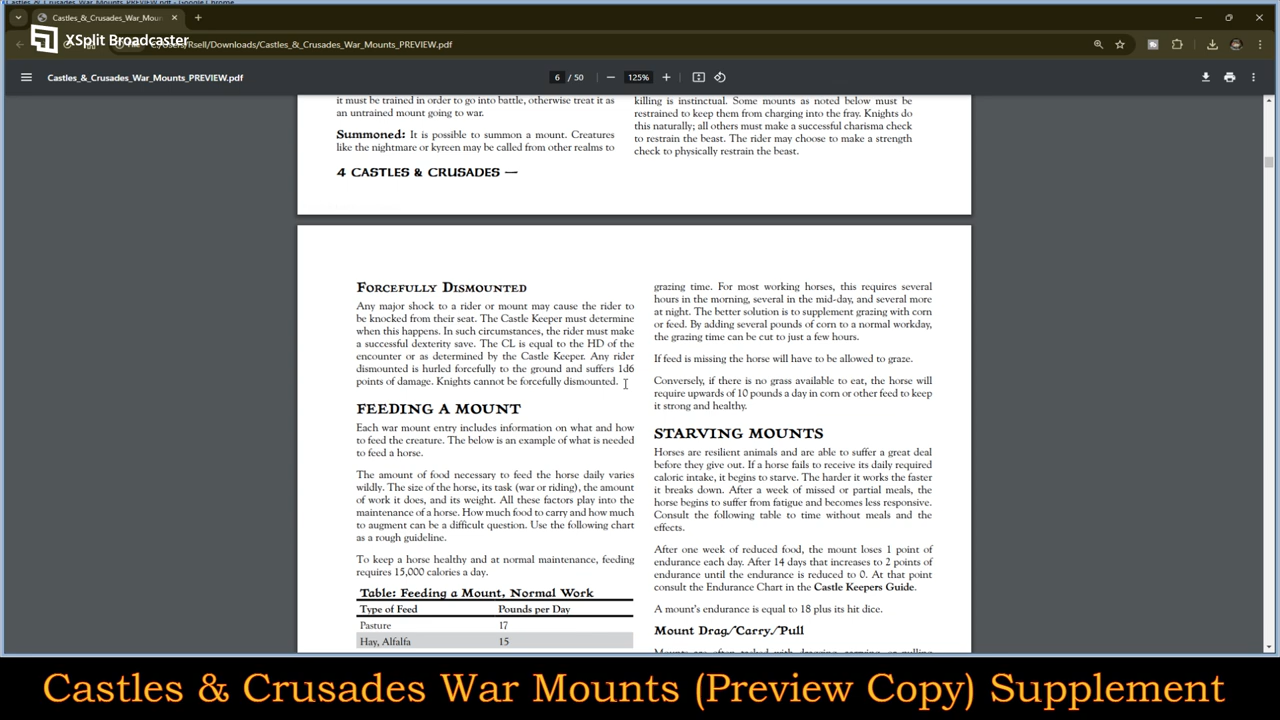 Castles_&_Crusades_War_Moun
XSplit Broadcaster
/Users/Rsell/Downloads/Castles_&_Crusades_War_Mounts_PREVIEW.pdf
Castles_&_Crusades_War_Mounts_PREVIEW.pdf
6 / 50
125%
it must be trained in order to go into battle, otherwise treat it as
an untrained mount going to war.
Summoned: It is possible to summon a mount. Creatures
like the nightmare or kyreen may be called from other realms to
4 CASTLES & CRUSADES —
killing is instinctual. Some mounts as noted below must be
restrained to keep them from charging into the fray. Knights do
this naturally; all others must make a successful charisma check
to restrain the beast. The rider may choose to make a strength
check to physically restrain the beast.
Forcefully Dismounted
Any major shock to a rider or mount may cause the rider to
be knocked from their seat. The Castle Keeper must determine
when this happens. In such circumstances, the rider must make
a successful dexterity save. The CL is equal to the HD of the
encounter or as determined by the Castle Keeper. Any rider
dismounted is hurled forcefully to the ground and suffers 1d6
points of damage. Knights cannot be forcefully dismounted.
FEEDING A MOUNT
Each war mount entry includes information on what and how
to feed the creature. The below is an example of what is needed
to feed a horse.
The amount of food necessary to feed the horse daily varies
wildly. The size of the horse, its task (war or riding), the amount
of work it does, and its weight. All these factors play into the
maintenance of a horse. How much food to carry and how much
to augment can be a difficult question. Use the following chart
as a rough guideline.
To keep a horse healthy and at normal maintenance, feeding
requires 15,000 calories a day.
Table: Feeding a Mount, Normal Work
Type of Feed Pounds per Day
Pasture 17
Hay, Alfalfa 15
grazing time. For most working horses, this requires several
hours in the morning, several in the mid-day, and several more
at night. The better solution is to supplement grazing with corn
or feed. By adding several pounds of corn to a normal workday,
the grazing time can be cut to just a few hours.
If feed is missing the horse will have to be allowed to graze.
Conversely, if there is no grass available to eat, the horse will
require upwards of 10 pounds a day in corn or other feed to keep
it strong and healthy.
STARVING MOUNTS
Horses are resilient animals and are able to suffer a great deal
before they give out. If a horse fails to receive its daily required
caloric intake, it begins to starve. The harder it works the faster
it breaks down. After a week of missed or partial meals, the
horse begins to suffer from fatigue and becomes less responsive.
Consult the following table to time without meals and the
effects.
After one week of reduced food, the mount loses 1 point of
endurance each day. After 14 days that increases to 2 points of
endurance until the endurance is reduced to 0. At that point
consult the Endurance Chart in the Castle Keepers Guide.
A mount's endurance is equal to 18 plus its hit dice.
Mount Drag/Carry/Pull
Castles & Crusades War Mounts (Preview Copy) Supplement